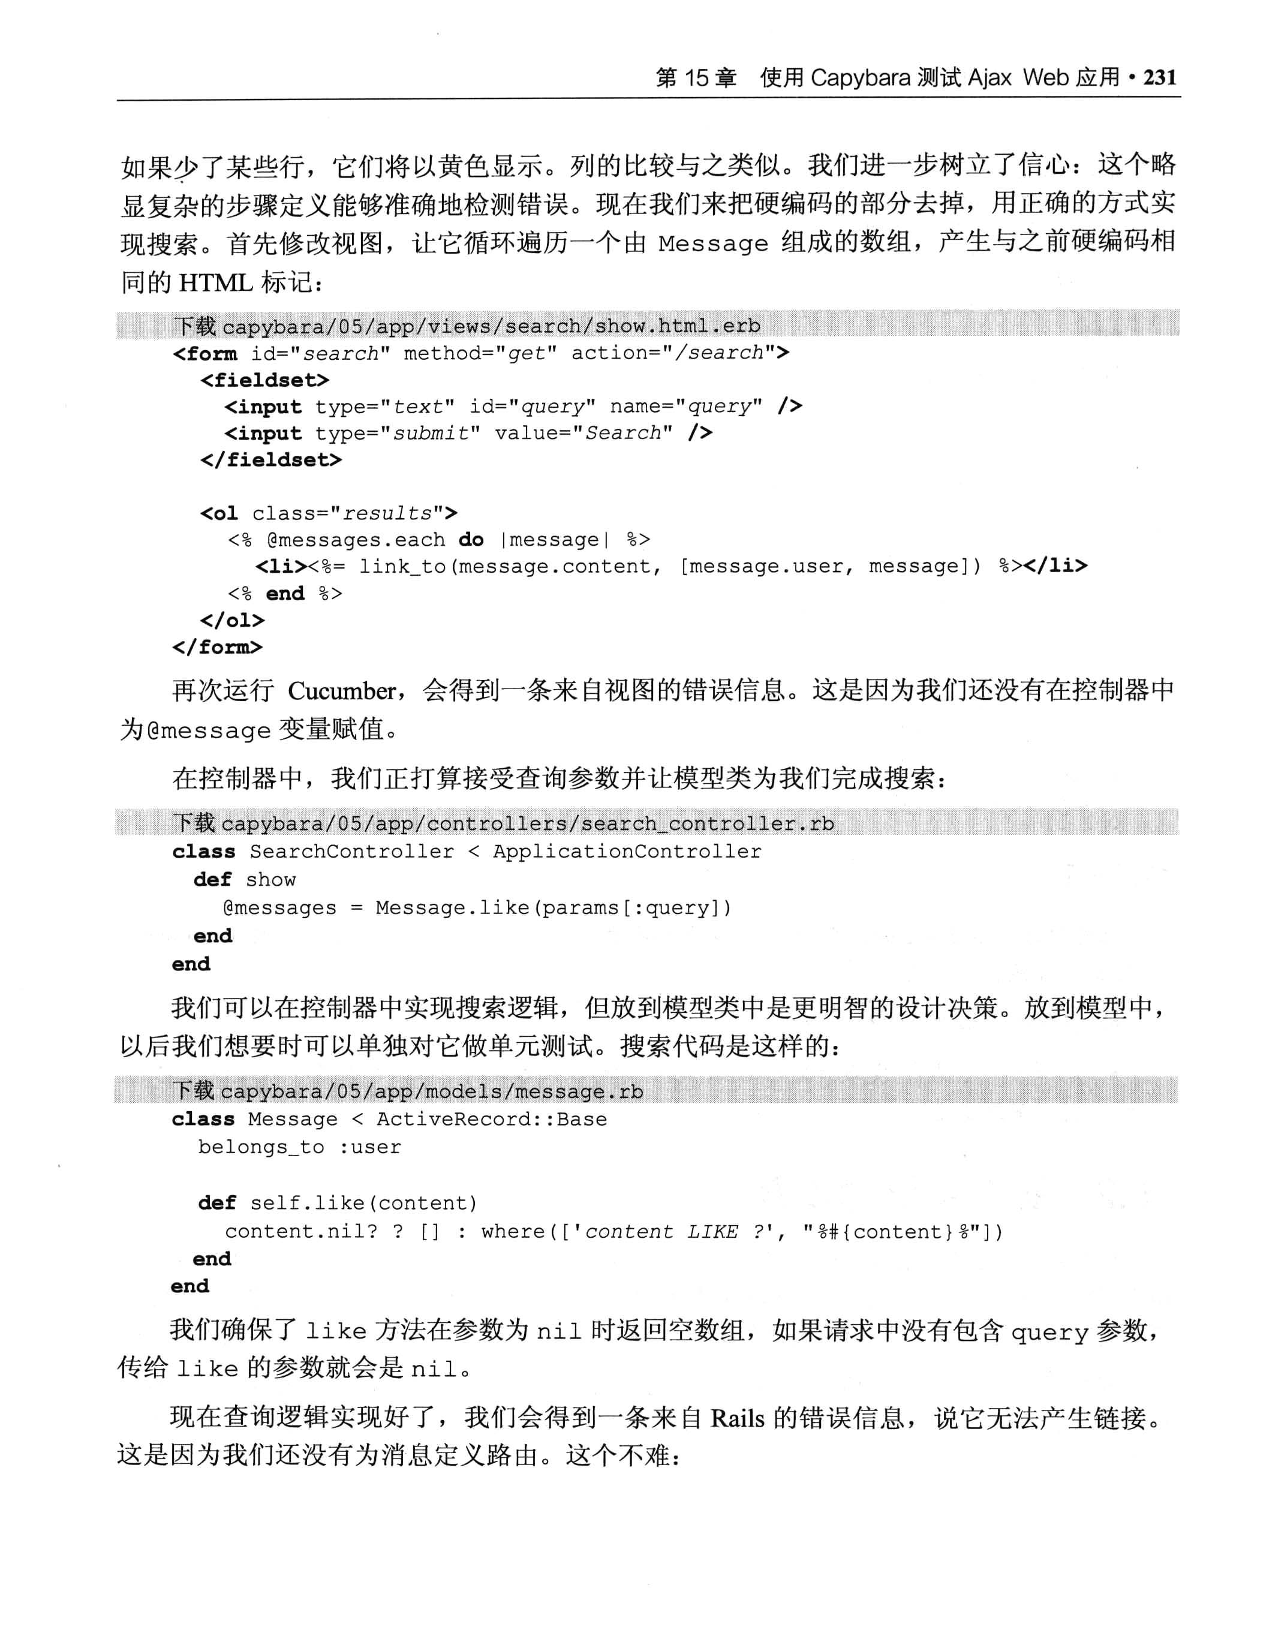 第 15 章 使用 Capybara 测试 Ajax Web 应用 • 231
如果少了某些行，它们将以黄色显示。列的比较与之类似。我们进一步树立了信心：这个略
显复杂的步骤定义能够准确地检测错误。现在我们来把硬编码的部分去掉，用正确的方式实
现搜索。首先修改视图，让它循环遍历一个由 Message 组成的数组，产生与之前硬编码相
同的 HTML 标记：
下载 capybara/05/app/views/search/show.html.erb
<form id="search" method="get" action="/search">
  <fieldset>
    <input type="text" id="query" name="query" />
    <input type="submit" value="Search" />
  </fieldset>
  <ol class="results">
    <% @messages.each do |message| %>
      <li><%= link_to(message.content, [message.user, message]) %></li>
    <% end %>
  </ol>
</form>
再次运行 Cucumber，会得到一条来自视图的错误信息。这是因为我们还没有在控制器中
为@message 变量赋值。
在控制器中，我们正打算接受查询参数并让模型类为我们完成搜索：
下载 capybara/05/app/controllers/search_controller.rb
class SearchController < ApplicationController
  def show
    @messages = Message.like(params[:query])
  end
end
我们可以在控制器中实现搜索逻辑，但放到模型类中是更明智的设计决策。放到模型中，
以后我们想要时可以单独对它做单元测试。搜索代码是这样的：
下载 capybara/05/app/models/message.rb
class Message < ActiveRecord::Base
  belongs_to :user
  def self.like(content)
    content.nil? ? [] : where(['content LIKE ?', "%#{content}%"])
  end
end
我们确保了 like 方法在参数为 nil 时返回空数组，如果请求中没有包含 query 参数，
传给 like 的参数就会是 nil。
现在查询逻辑实现好了，我们会得到一条来自 Rails 的错误信息，说它无法产生链接。
这是因为我们还没有为消息定义路由。这个不难：